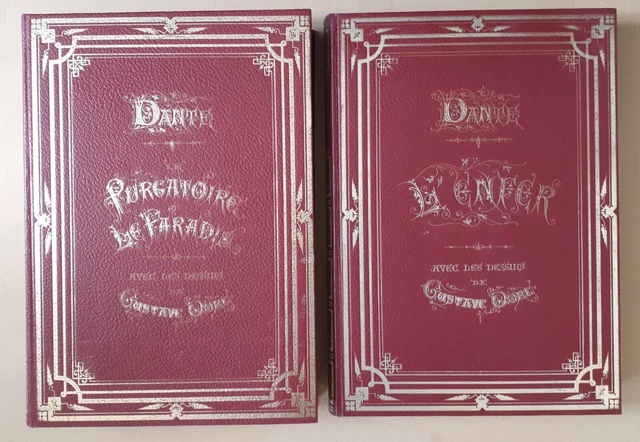 DANTE
LE
PURGATOIRE
ET
LE PARADIS
AVEC LES DESSINS
DE
GUSTAVE DORÉ
DANTE
L'ENFER
AVEC LES DESSINS
DE
GUSTAVE DORÉ